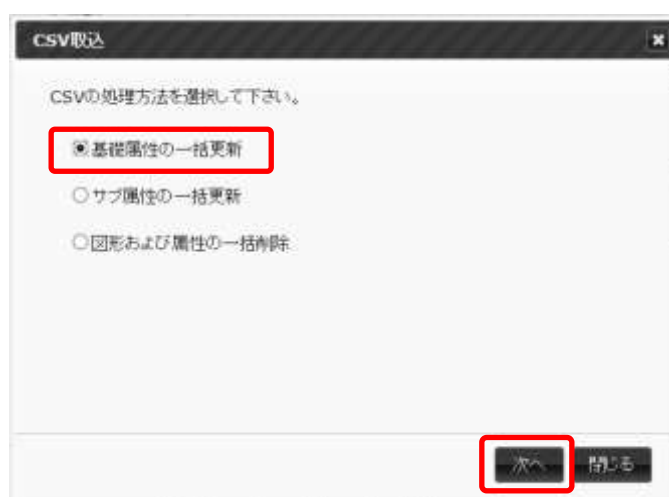 CSV取込
CSVの処理方法を選択して下さい。
基礎属性の一括更新
サブ属性の一括更新
図形および属性の一括削除
次へ 閉じる